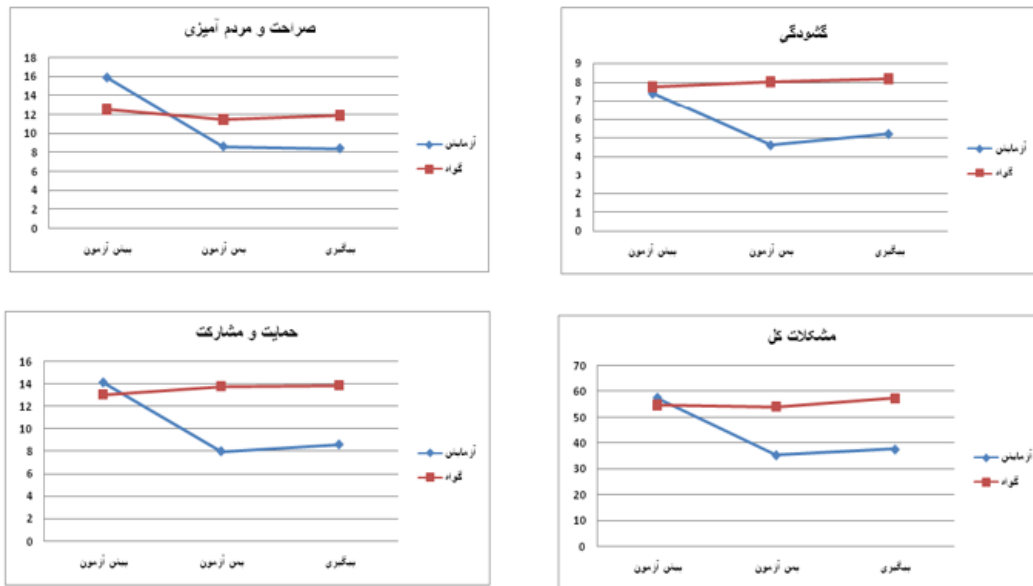 صراحت و مردم آمیزی
18
16
14
12
10
8
6
4
2
0
پیش آزمون
پس آزمون
پیگیری
آزمایش
گواه
گشودگی
9
8
7
6
5
4
3
2
1
0
پیش آزمون
پس آزمون
پیگیری
آزمایش
گواه
حمایت و مشارکت
16
14
12
10
8
6
4
2
0
پیش آزمون
پس آزمون
پیگیری
آزمایش
گواه
مشکلات کل
70
60
50
40
30
20
10
0
پیش آزمون
پس آزمون
پیگیری
آزمایش
گواه